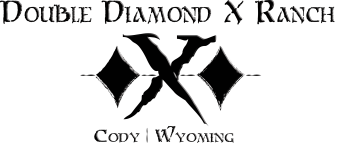 Double Diamond X Ranch
X
Cody | Wyoming